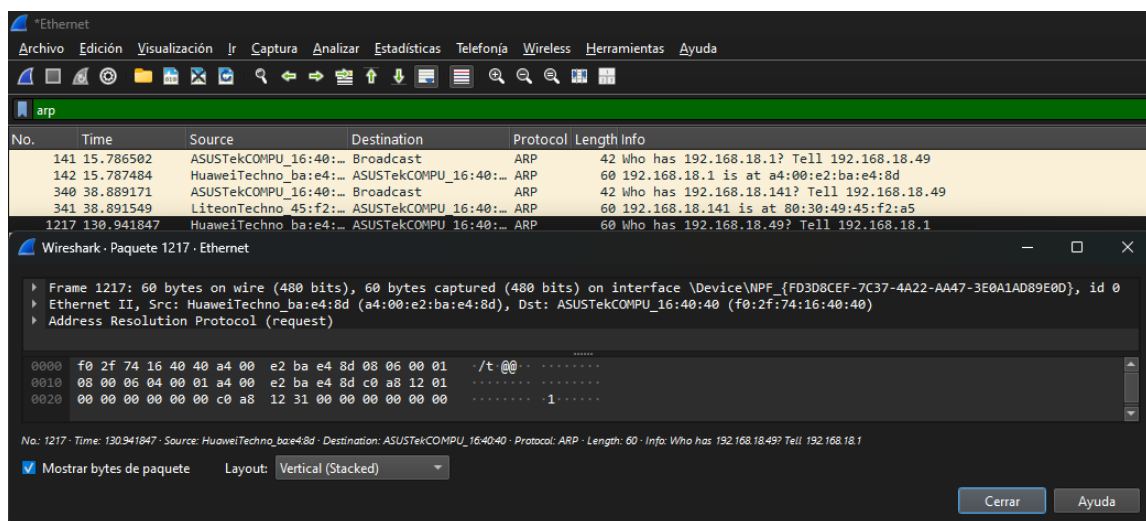 *Ethernet
Archivo Edición Visualización Ir Captura Analizar Estadísticas Telefonía Wireless Herramientas Ayuda
arp
No. Time Source Destination Protocol Length Info
141 15.786502 ASUSTekCOMPU_16:40:… Broadcast ARP 42 Who has 192.168.18.1? Tell 192.168.18.49
142 15.787484 HuaweiTechno_ba:e4:… ASUSTekCOMPU_16:40:… ARP 60 192.168.18.1 is at a4:00:e2:ba:e4:8d
340 38.889171 ASUSTekCOMPU_16:40:… Broadcast ARP 42 Who has 192.168.18.141? Tell 192.168.18.49
341 38.891549 LiteonTechno_45:f2:… ASUSTekCOMPU_16:40:… ARP 60 192.168.18.141 is at 80:30:49:45:f2:a5
1217 130.941847 HuaweiTechno_ba:e4:… ASUSTekCOMPU_16:40:… ARP 60 Who has 192.168.18.49? Tell 192.168.18.1
Wireshark · Paquete 1217 · Ethernet
Frame 1217: 60 bytes on wire (480 bits), 60 bytes captured (480 bits) on interface \Device\NPF_{FD3D8CEF-7C37-4A22-AA47-3E0A1AD89E0D}, id 0
Ethernet II, Src: HuaweiTechno_ba:e4:8d (a4:00:e2:ba:e4:8d), Dst: ASUSTekCOMPU_16:40:40 (f0:2f:74:16:40:40)
Address Resolution Protocol (request)
0000 f0 2f 74 16 40 40 a4 00 e2 ba e4 8d 08 06 00 01 ·/t·@@·· ········
0010 08 00 06 04 00 01 a4 00 e2 ba e4 8d c0 a8 12 01 ········ ········
0020 00 00 00 00 00 00 c0 a8 12 31 00 00 00 00 00 00 ········ ·1······
No.: 1217 · Time: 130.941847 · Source: HuaweiTechno_ba:e4:8d · Destination: ASUSTekCOMPU_16:40:40 · Protocol: ARP · Length: 60 · Info: Who has 192.168.18.49? Tell 192.168.18.1
Mostrar bytes de paquete Layout: Vertical (Stacked)
Cerrar Ayuda